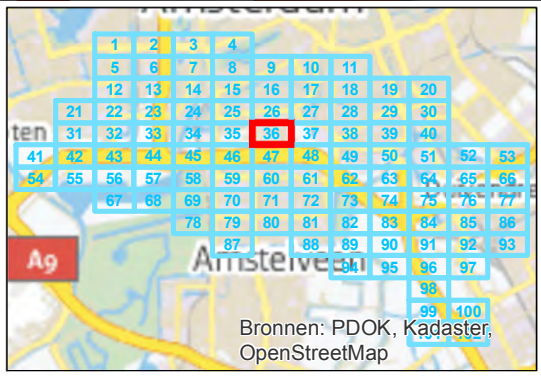 1 2 3 4
5 6 7 8 9 10 11
12 13 14 15 16 17 18 19 20
21 22 23 24 25 26 27 28 29 30
ten 31 32 33 34 35 36 37 38 39 40
41 42 43 44 45 46 47 48 49 50 51 52 53
54 55 56 57 58 59 60 61 62 63 64 65 66
67 68 69 70 71 72 73 74 75 76 77
78 79 80 81 82 83 84 85 86
87 88 89 90 91 92 93
A9 Amstelveen
94 95 96 97
98
99 100
Bronnen: PDOK, Kadaster,
OpenStreetMap